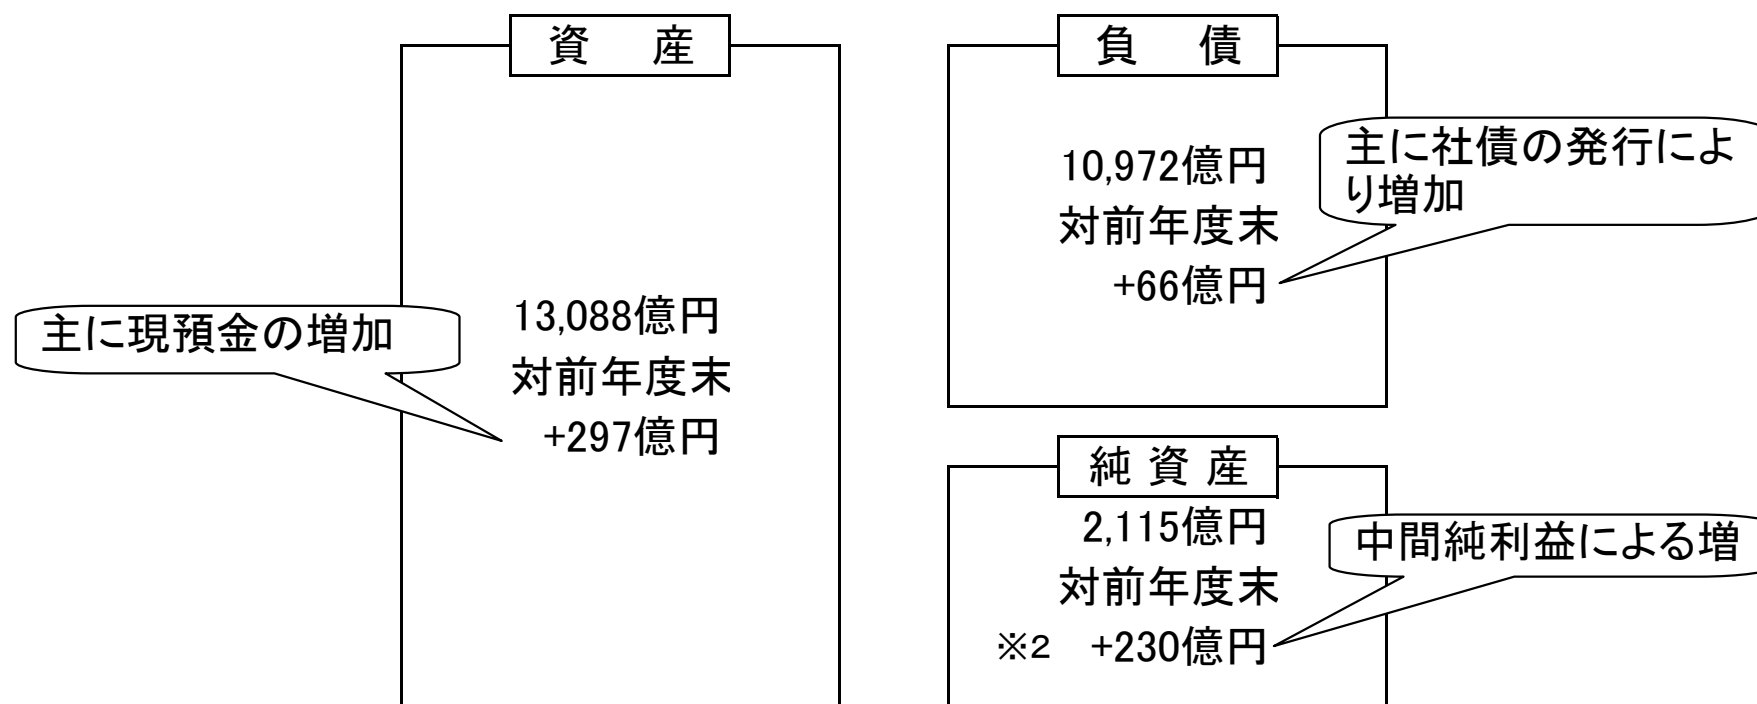 資 産
主に現預金の増加
13,088億円
対前年度末
+297億円
負 債
10,972億円
対前年度末
+66億円
主に社債の発行によ
り増加
純資産
2,115億円
対前年度末
※2 +230億円
中間純利益による増